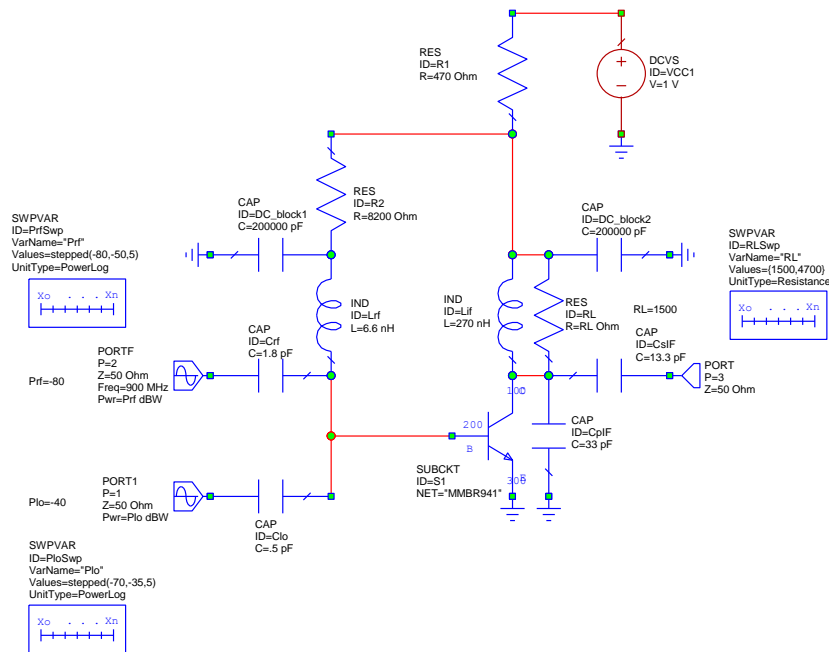 RES
ID=R1
R=470 Ohm
DCVS
ID=VCC1
V=1 V
+
−
RES
ID=R2
R=8200 Ohm
CAP
ID=DC_block1
C=200000 pF
SWPVAR
ID=PrfSwp
VarName="Prf"
Values=stepped(-80,-50,5)
UnitType=PowerLog
Xo . . . Xn
CAP
ID=DC_block2
C=200000 pF
SWPVAR
ID=RLSwp
VarName="RL"
Values={1500,4700}
UnitType=Resistance
Xo . . . Xn
IND
ID=Lrf
L=6.6 nH
IND
ID=Lif
L=270 nH
RES
ID=RL
R=RL Ohm
RL=1500
CAP
ID=CsIF
C=13.3 pF
PORT
P=3
Z=50 Ohm
CAP
ID=Crf
C=1.8 pF
PORTF
P=2
Z=50 Ohm
Freq=900 MHz
Pwr=Prf dBW
Prf=-80
C
200
B
E
CAP
ID=CpIF
C=33 pF
SUBCKT
ID=S1
NET="MMBR941"
PORT1
P=1
Z=50 Ohm
Pwr=Plo dBW
Plo=-40
CAP
ID=Clo
C=.5 pF
SWPVAR
ID=PloSwp
VarName="Plo"
Values=stepped(-70,-35,5)
UnitType=PowerLog
Xo . . . Xn